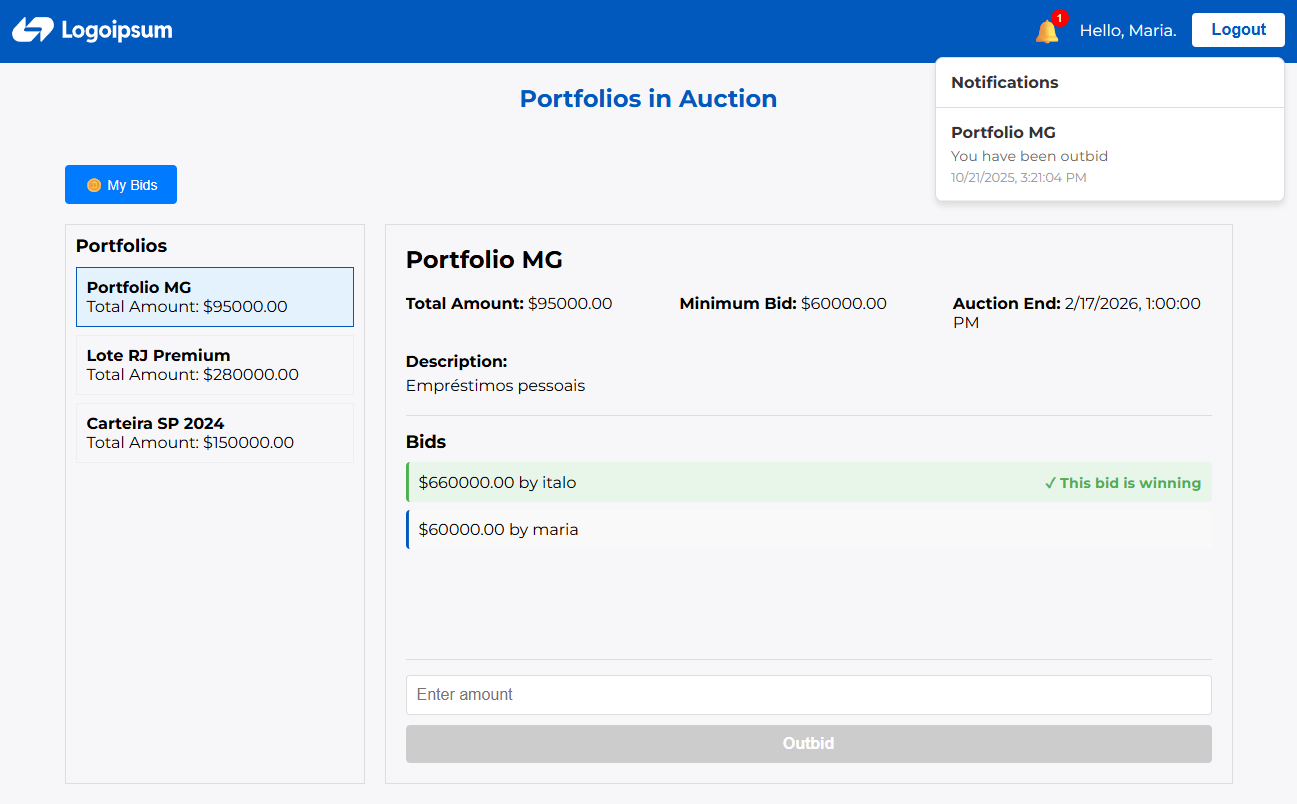 Logoipsum
1
Hello, Maria.
Logout
Notifications
Portfolio MG
You have been outbid
10/21/2025, 3:21:04 PM
Portfolios in Auction
My Bids
Portfolios
Portfolio MG
Total Amount: $95000.00
Lote RJ Premium
Total Amount: $280000.00
Carteira SP 2024
Total Amount: $150000.00
Portfolio MG
Total Amount: $95000.00
Minimum Bid: $60000.00
Auction End: 2/17/2026, 1:00:00
PM
Description:
Empréstimos pessoais
Bids
$660000.00 by italo
✓ This bid is winning
$60000.00 by maria
Enter amount
Outbid